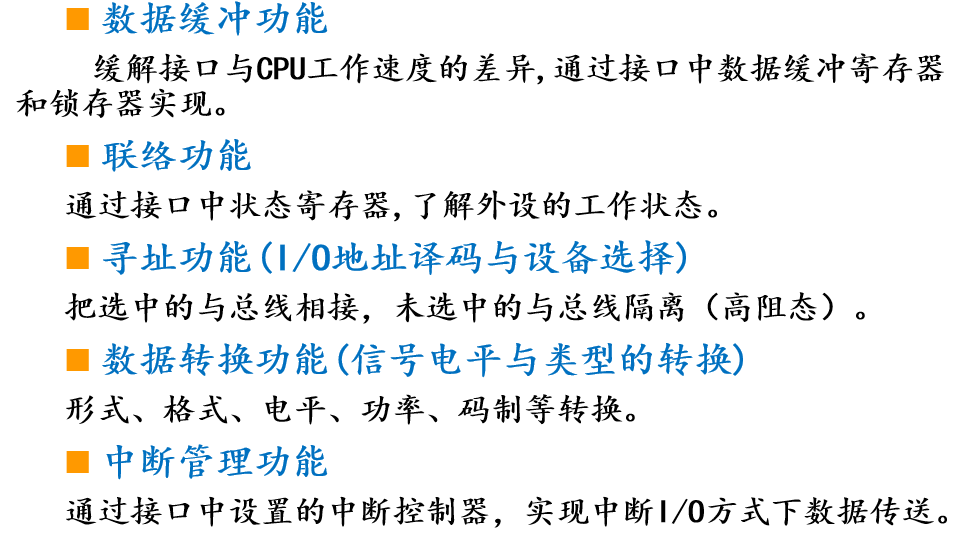 ■ 数据缓冲功能
缓解接口与CPU工作速度的差异,通过接口中数据缓冲寄存器
和锁存器实现。
■ 联络功能
通过接口中状态寄存器,了解外设的工作状态。
■ 寻址功能(I/O地址译码与设备选择)
把选中的与总线相接，未选中的与总线隔离（高阻态）。
■ 数据转换功能(信号电平与类型的转换)
形式、格式、电平、功率、码制等转换。
■ 中断管理功能
通过接口中设置的中断控制器，实现中断I/O方式下数据传送。